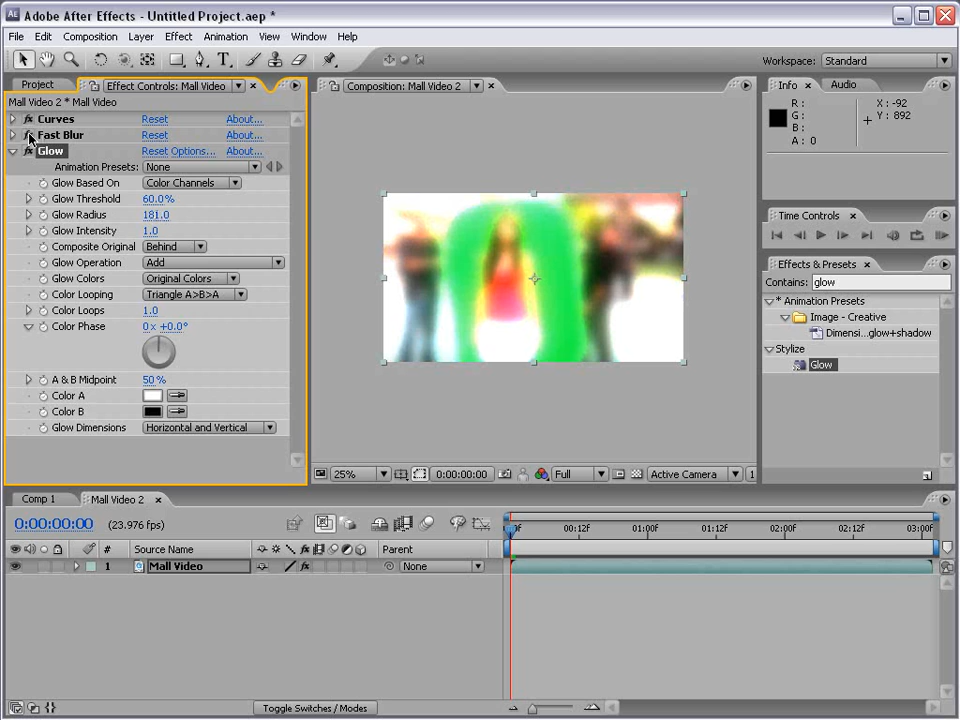 Adobe After Effects - Untitled Project.aep *
File Edit Composition Layer Effect Animation View Window Help
Workspace: Standard
Project Effect Controls: Mall Video
Composition: Mall Video 2
Info Audio
Mall Video 2 * Mall Video
Curves Reset About...
Fast Blur Reset About...
Glow Reset Options... About...
Animation Presets: None
Glow Based On Color Channels
Glow Threshold 60.0%
Glow Radius 181.0
Glow Intensity 1.0
Composite Original Behind
Glow Operation Add
Glow Colors Original Colors
Color Looping Triangle A>B>A
Color Loops 1.0
Color Phase 0 x +0.0°
A & B Midpoint 50 %
Color A
Color B
Glow Dimensions Horizontal and Vertical
25% 0:00:00:00 Full Active Camera 1
R : X : -92
G : Y : 892
B :
A : 0
Time Controls
Effects & Presets
Contains: glow
* Animation Presets
Image - Creative
Dimensi...glow+shadow
Stylize
Glow
Comp 1 Mall Video 2
0:00:00:00 (23.976 fps)
00:12f 01:00f 01:12f 02:00f 02:12f 03:00f
# Source Name Parent
1 Mall Video None
Toggle Switches / Modes